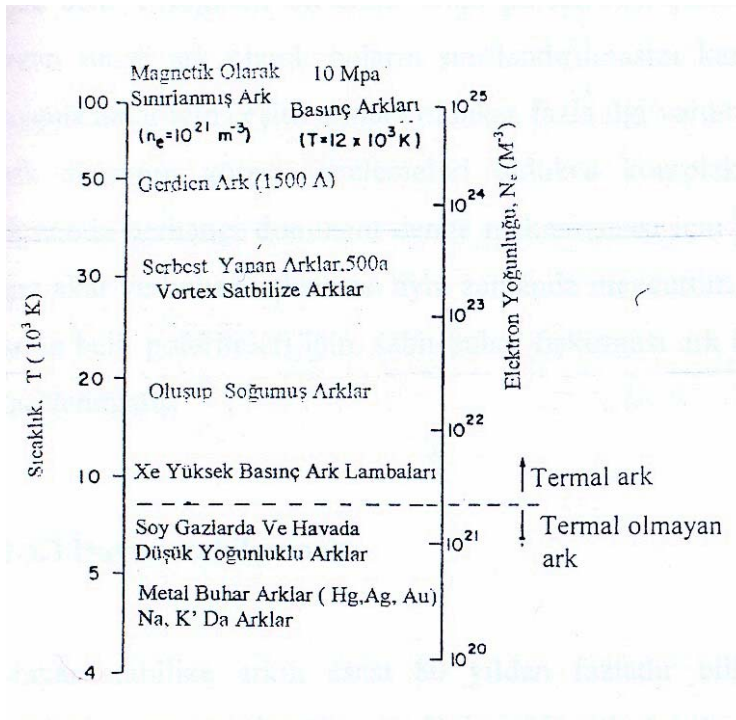 Magnetik Olarak
Sınırlanmış Ark
(nₑ=10²¹ m⁻³)
10 Mpa
Basınç Arkları
(T=12 x 10³ K)
Gerdien Ark (1500 A)
Serbest Yanan Arklar.500a
Vortex Satbilize Arklar
Oluşup Soğumuş Arklar
Xe Yüksek Basınç Ark Lambaları
Soy Gazlarda Ve Havada
Düşük Yoğunluklu Arklar
Metal Buhar Arklar ( Hg,Ag, Au)
Na, K' Da Arklar
Sıcaklık. T (10³ K)
100
50
30
20
10
5
4
Elektron Yoğunluğu, Nₑ (M⁻³)
10²⁵
10²⁴
10²³
10²²
10²¹
10²⁰
Termal ark
Termal olmayan
ark